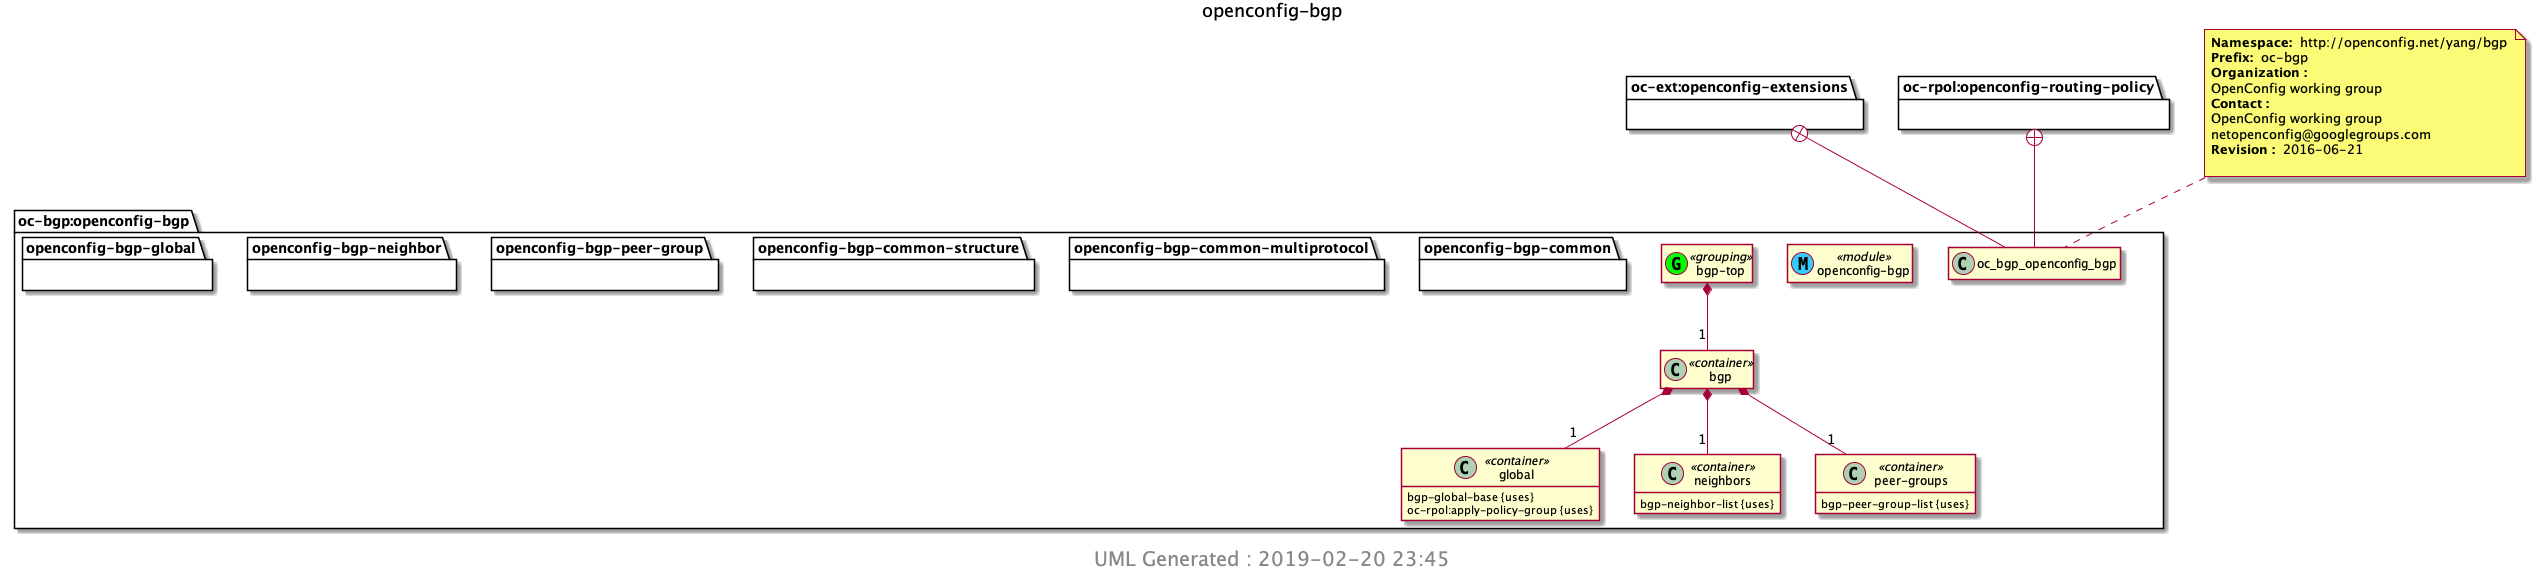 openconfig-bgp
Namespace: http://openconfig.net/yang/bgp
Prefix: oc-bgp
Organization :
OpenConfig working group
Contact :
OpenConfig working group
netopenconfig@googlegroups.com
Revision : 2016-06-21
oc-ext:openconfig-extensions
oc-rpol:openconfig-routing-policy
oc-bgp:openconfig-bgp
openconfig-bgp-global
openconfig-bgp-neighbor
openconfig-bgp-peer-group
openconfig-bgp-common-structure
openconfig-bgp-common-multiprotocol
openconfig-bgp-common
G «grouping»
bgp-top
M «module»
openconfig-bgp
C oc_bgp_openconfig_bgp
1
C «container»
bgp
1
1
1
C «container»
global
bgp-global-base {uses}
oc-rpol:apply-policy-group {uses}
C «container»
neighbors
bgp-neighbor-list {uses}
C «container»
peer-groups
bgp-peer-group-list {uses}
UML Generated : 2019-02-20 23:45